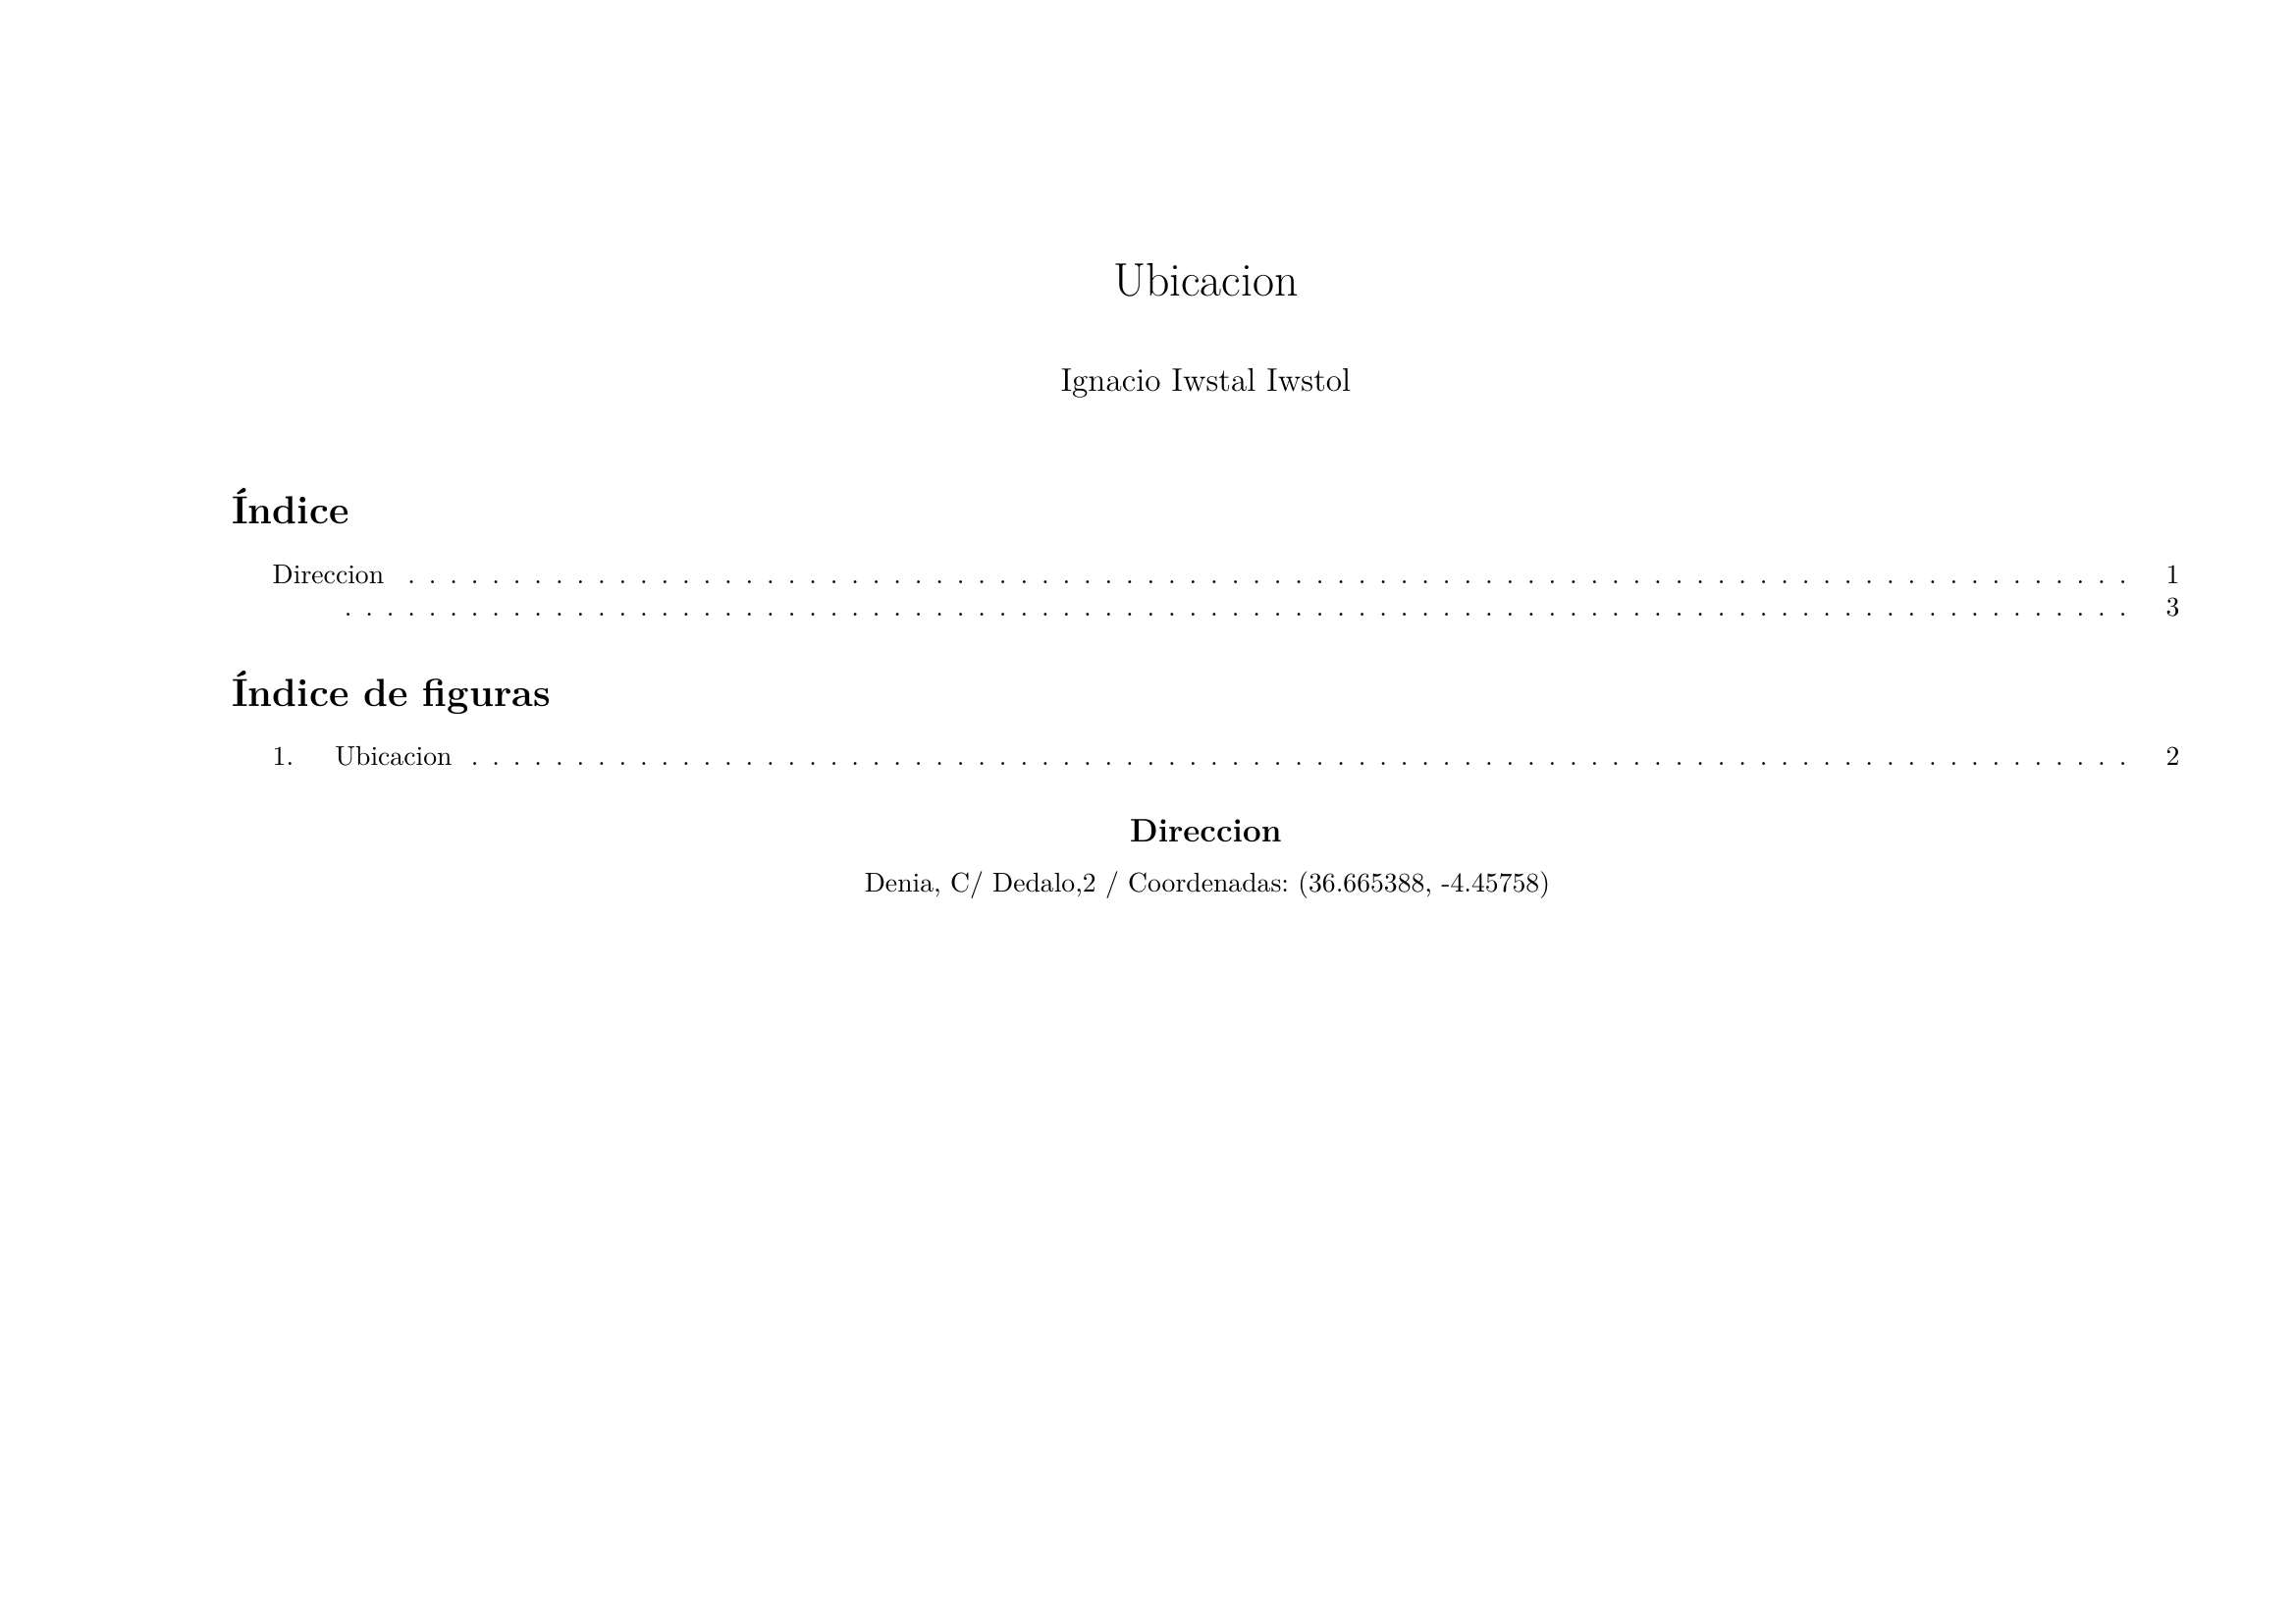 Ubicacion
Ignacio Iwstal Iwstol
Índice
Direccion . . . . . . . . . . . . . . . . . . . . . . . . . . . . . . . . . . . . . . . . . . . . . . . . . . . . . . . . . . . . . . . . . . . . . . . . . . . . . . . . . . 1
. . . . . . . . . . . . . . . . . . . . . . . . . . . . . . . . . . . . . . . . . . . . . . . . . . . . . . . . . . . . . . . . . . . . . . . . . . . . . . . . . . . . . 3
Índice de figuras
1. Ubicacion . . . . . . . . . . . . . . . . . . . . . . . . . . . . . . . . . . . . . . . . . . . . . . . . . . . . . . . . . . . . . . . . . . . . . . . . . . . . . . . 2
Direccion
Denia, C/ Dedalo,2 / Coordenadas: (36.665388, -4.45758)